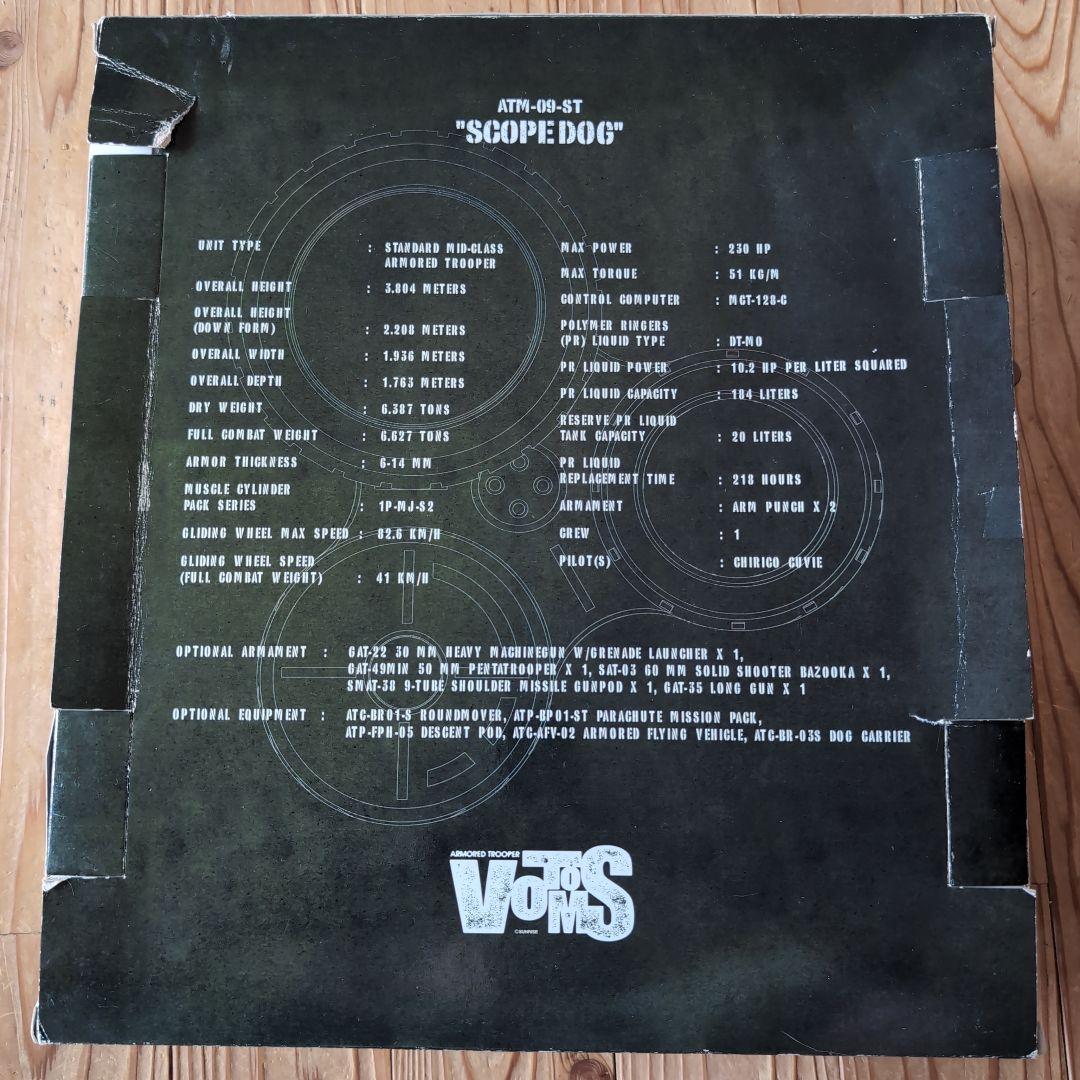 ATM-09-ST
"SCOPEDOG"
UNIT TYPE : STANDARD MID-CLASS
ARMORED TROOPER
OVERALL HEIGHT : 3.804 METERS
OVERALL HEIGHT
(DOWN FORM) : 2.208 METERS
OVERALL WIDTH : 1.936 METERS
OVERALL DEPTH : 1.763 METERS
DRY WEIGHT : 6.387 TONS
FULL COMBAT WEIGHT : 6.627 TONS
ARMOR THICKNESS : 6-14 MM
MUSCLE CYLINDER
PACK SERIES : 1P-MJ-S2
GLIDING WHEEL MAX SPEED : 82.6 KM/H
GLIDING WHEEL SPEED
(FULL COMBAT WEIGHT) : 41 KM/H
MAX POWER : 230 HP
MAX TORQUE : 51 KG/M
CONTROL COMPUTER : MCT-128-C
POLYMER RINGERS
(PR) LIQUID TYPE : DT-MO
PR LIQUID POWER : 10.2 HP PER LITER SQUARED
PR LIQUID CAPACITY : 184 LITERS
RESERVE PR LIQUID
TANK CAPACITY : 20 LITERS
PR LIQUID
REPLACEMENT TIME : 218 HOURS
ARMAMENT : ARM PUNCH X 2
CREW : 1
PILOT(S) : CHIRICO CUVIE
OPTIONAL ARMAMENT : GAT-22 30 MM HEAVY MACHINEGUN W/GRENADE LAUNCHER X 1,
GAT-49MIN 50 MM PENTATROOPER X 1, SAT-03 60 MM SOLID SHOOTER BAZOOKA X 1,
SMAT-38 9-TUBE SHOULDER MISSILE GUNPOD X 1, GAT-35 LONG GUN X 1
OPTIONAL EQUIPMENT : ATC-BR01-S ROUNDMOVER, ATP-BP01-ST PARACHUTE MISSION PACK,
ATP-FPH-05 DESCENT POD, ATC-AFV-02 ARMORED FLYING VEHICLE, ATC-BR-03S DOG CARRIER
ARMORED TROOPER
VOTOMS
©SUNRISE